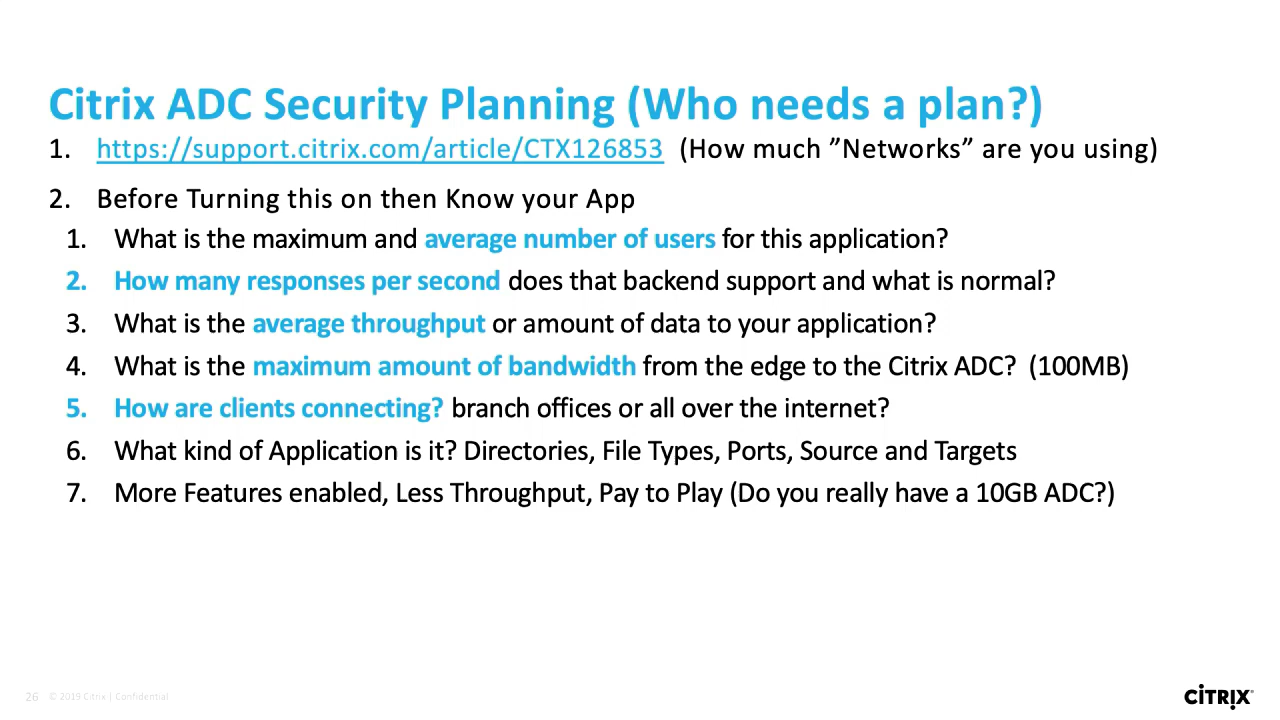 Citrix ADC Security Planning (Who needs a plan?)
1. https://support.citrix.com/article/CTX126853 (How much ”Networks” are you using)
2. Before Turning this on then Know your App
1. What is the maximum and average number of users for this application?
2. How many responses per second does that backend support and what is normal?
3. What is the average throughput or amount of data to your application?
4. What is the maximum amount of bandwidth from the edge to the Citrix ADC? (100MB)
5. How are clients connecting? branch offices or all over the internet?
6. What kind of Application is it? Directories, File Types, Ports, Source and Targets
7. More Features enabled, Less Throughput, Pay to Play (Do you really have a 10GB ADC?)
26 © 2019 Citrix | Confidential
CITRIX